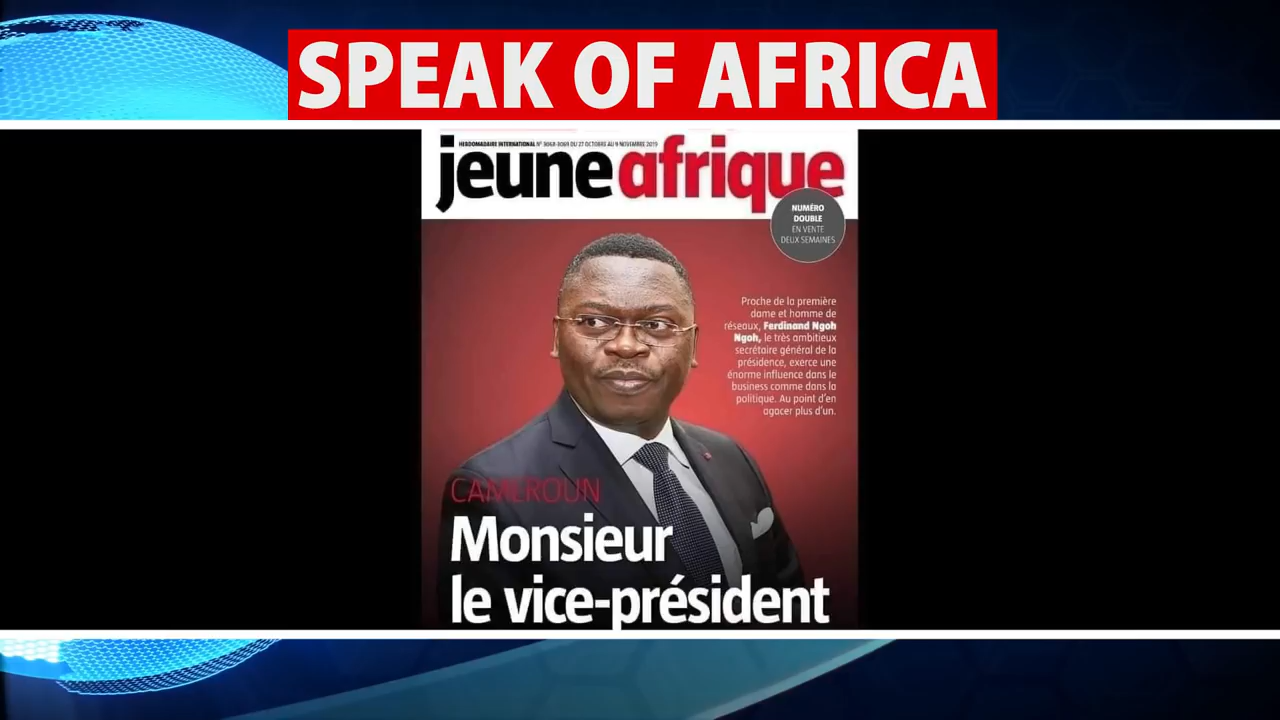 SPEAK OF AFRICA
HEBDOMADAIRE INTERNATIONAL N° 3068-3069 DU 27 OCTOBRE AU 9 NOVEMBRE 2019
jeune afrique
NUMÉRO
DOUBLE
EN VENTE
DEUX SEMAINES
Proche de la première
dame et homme de
réseaux, Ferdinand Ngoh
Ngoh, le très ambitieux
secrétaire général de la
présidence, exerce une
énorme influence dans le
business comme dans la
politique. Au point d'en
agacer plus d'un.
CAMEROUN
Monsieur
le vice-président